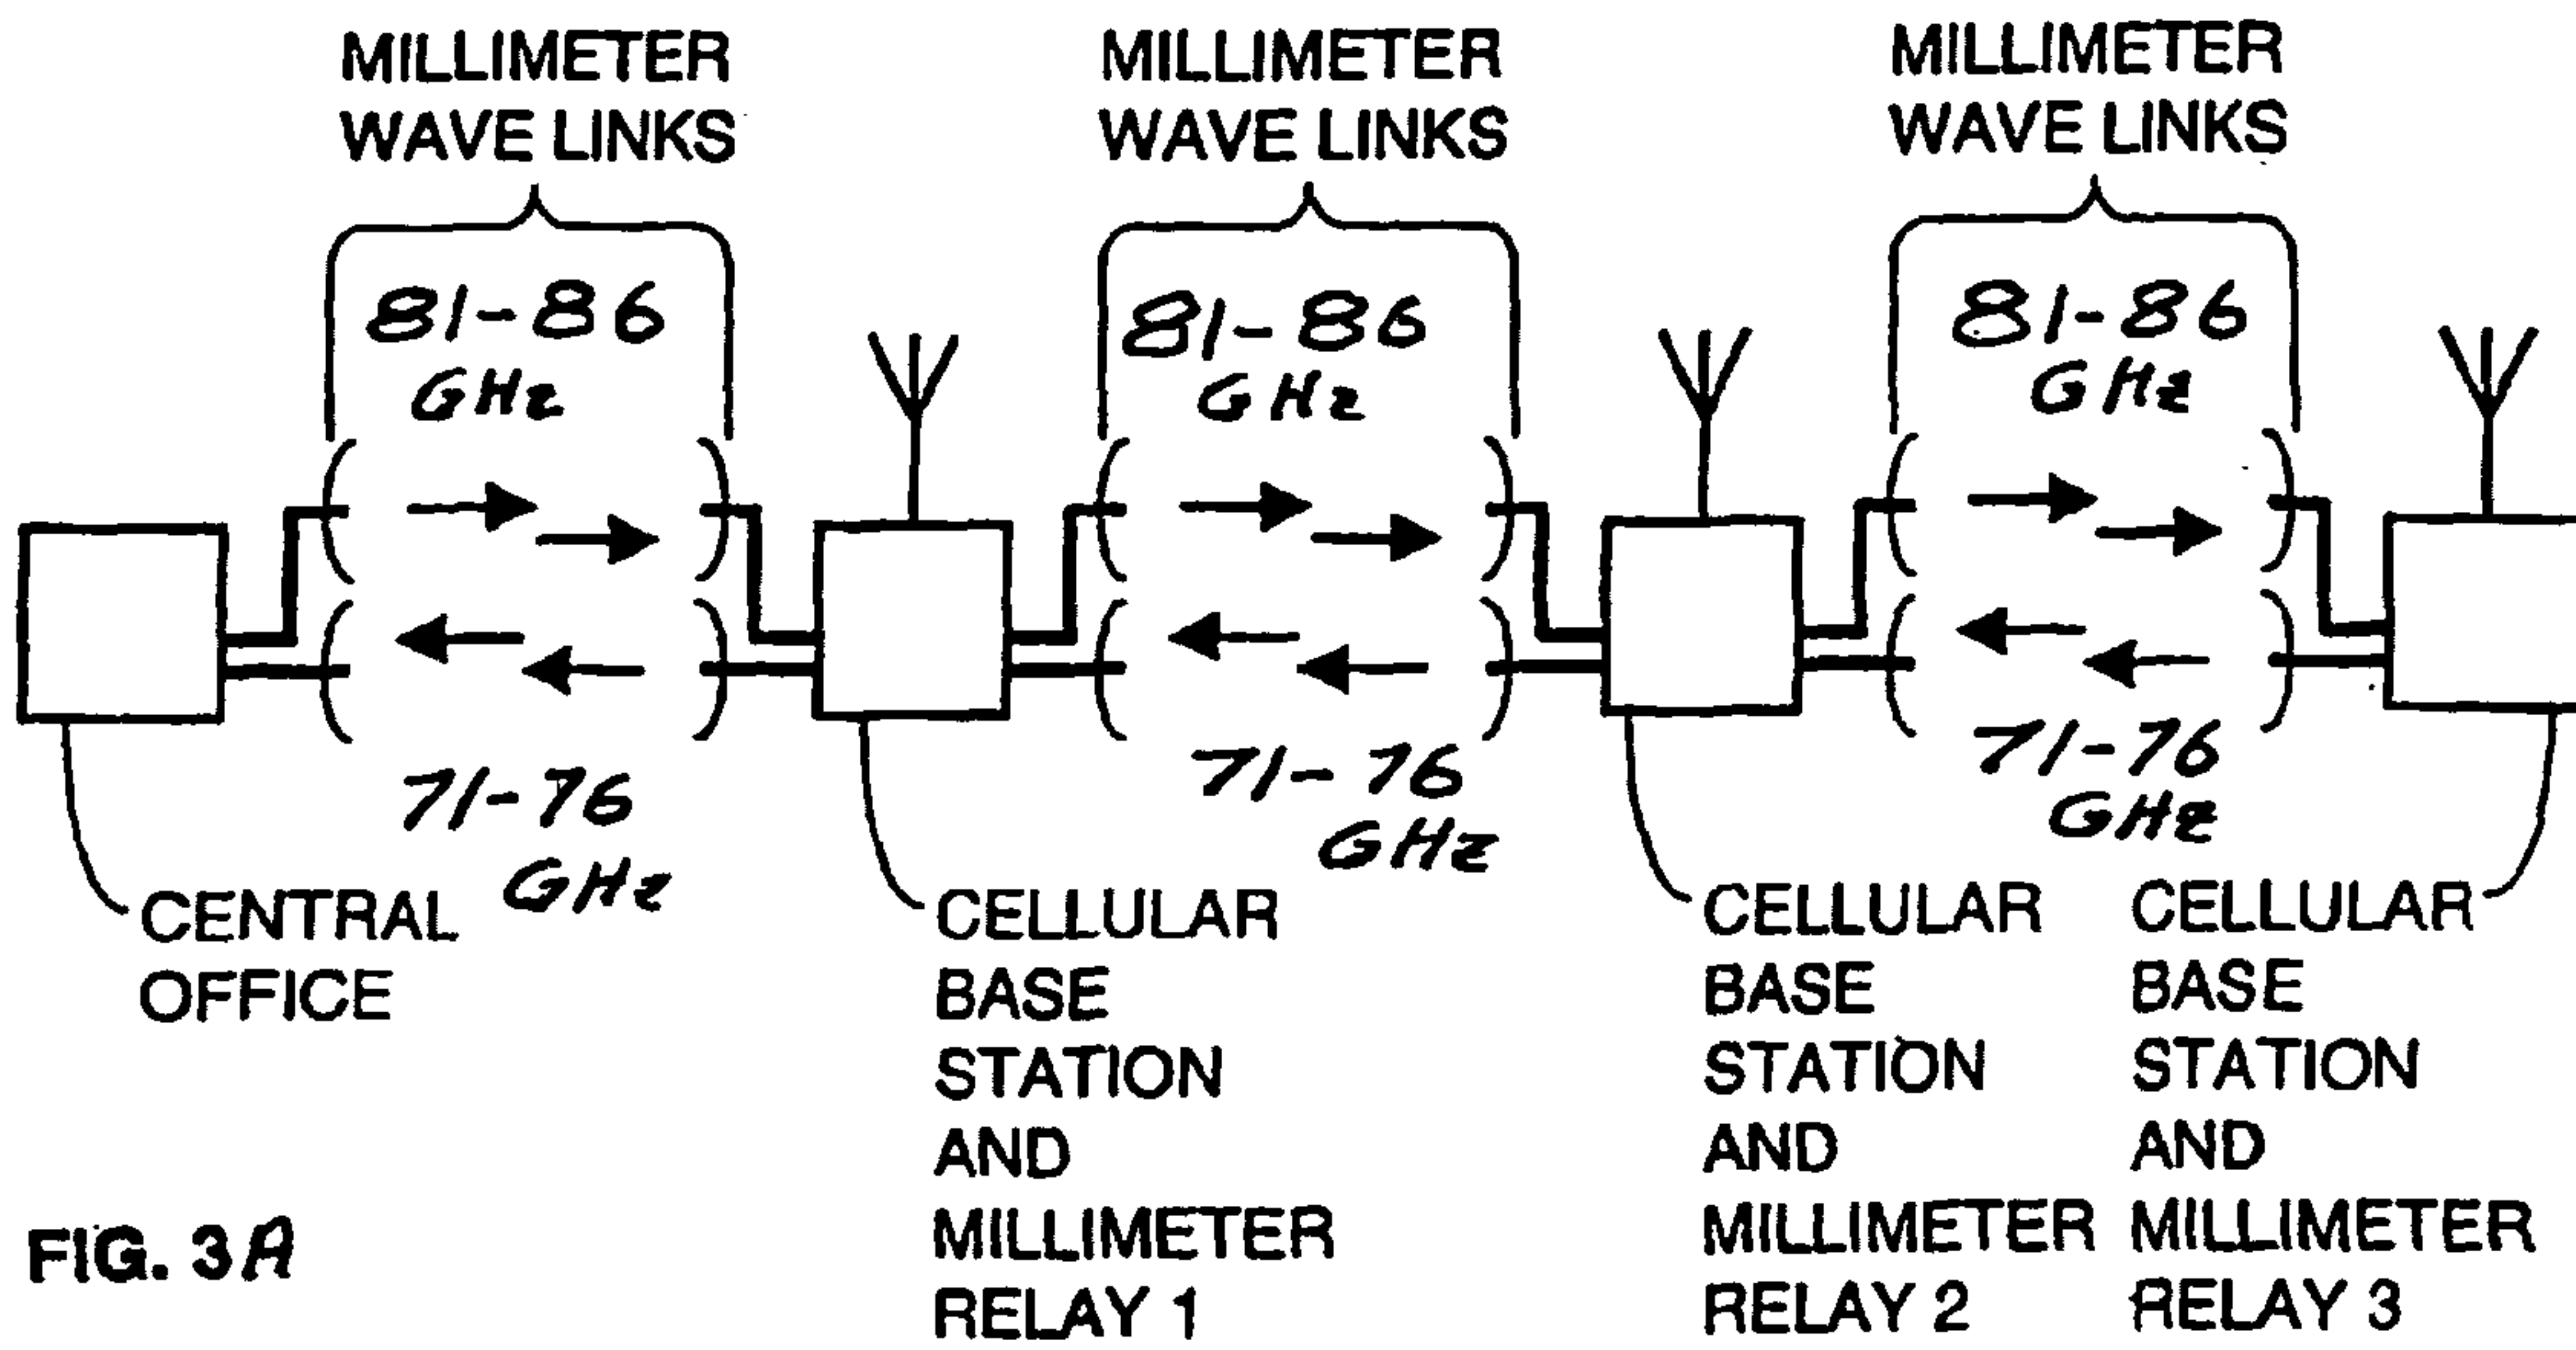 MILLIMETER
WAVE LINKS
MILLIMETER
WAVE LINKS
MILLIMETER
WAVE LINKS
81-86
GHz
81-86
GHz
81-86
GHz
71-76
GHz
71-76
GHz
71-76
GHz
CENTRAL
OFFICE
CELLULAR
BASE
STATION
AND
MILLIMETER
RELAY 1
CELLULAR
BASE
STATION
AND
MILLIMETER
RELAY 2
CELLULAR
BASE
STATION
AND
MILLIMETER
RELAY 3
FIG. 3A